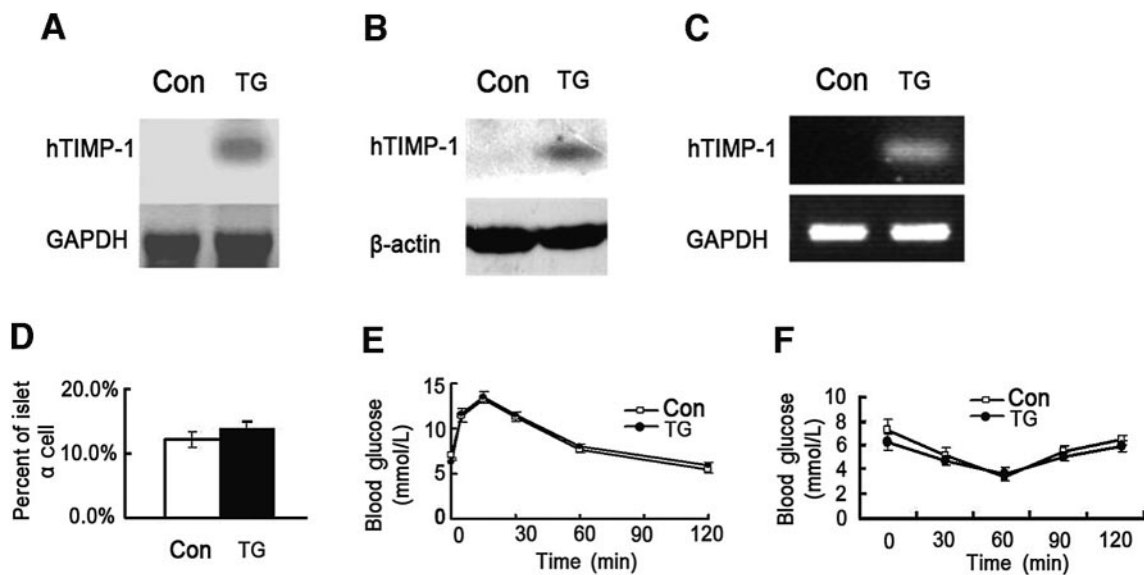 A
Con TG
hTIMP-1
GAPDH
B
Con TG
hTIMP-1
β-actin
C
Con TG
hTIMP-1
GAPDH
D
Percent of islet
α cell
20.0%
10.0%
0.0%
Con TG
E
Blood glucose
(mmol/L)
15
10
5
0
Con
TG
0 30 60 90 120
Time (min)
F
Blood glucose
(mmol/L)
10
8
6
4
2
0
Con
TG
0 30 60 90 120
Time (min)